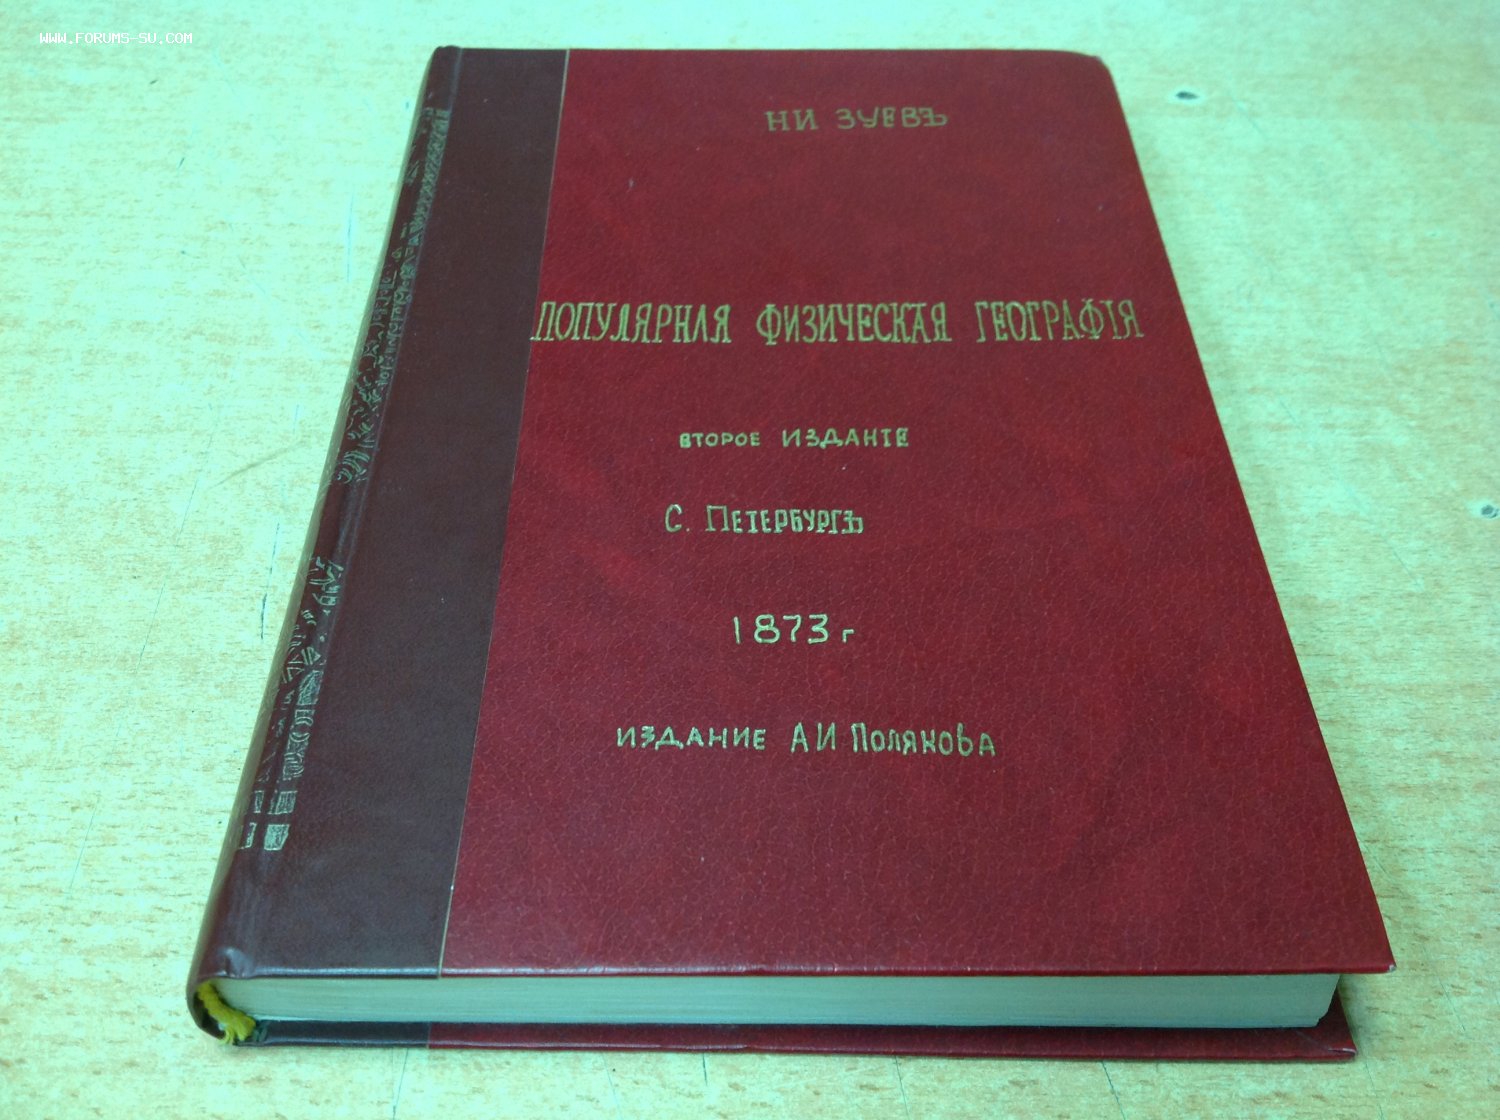 WWW.FORUMS-SU.COM
НИ ЗУЕВЪ
ПОПУЛЯРНАЯ ФИЗИЧЕСКАЯ ГЕОГРАФІЯ
ВТОРОЕ ИЗДАНІЕ
С. ПЕТЕРБУРГЪ
1873 г
ИЗДАНИЕ А И ПОЛЯКОВА